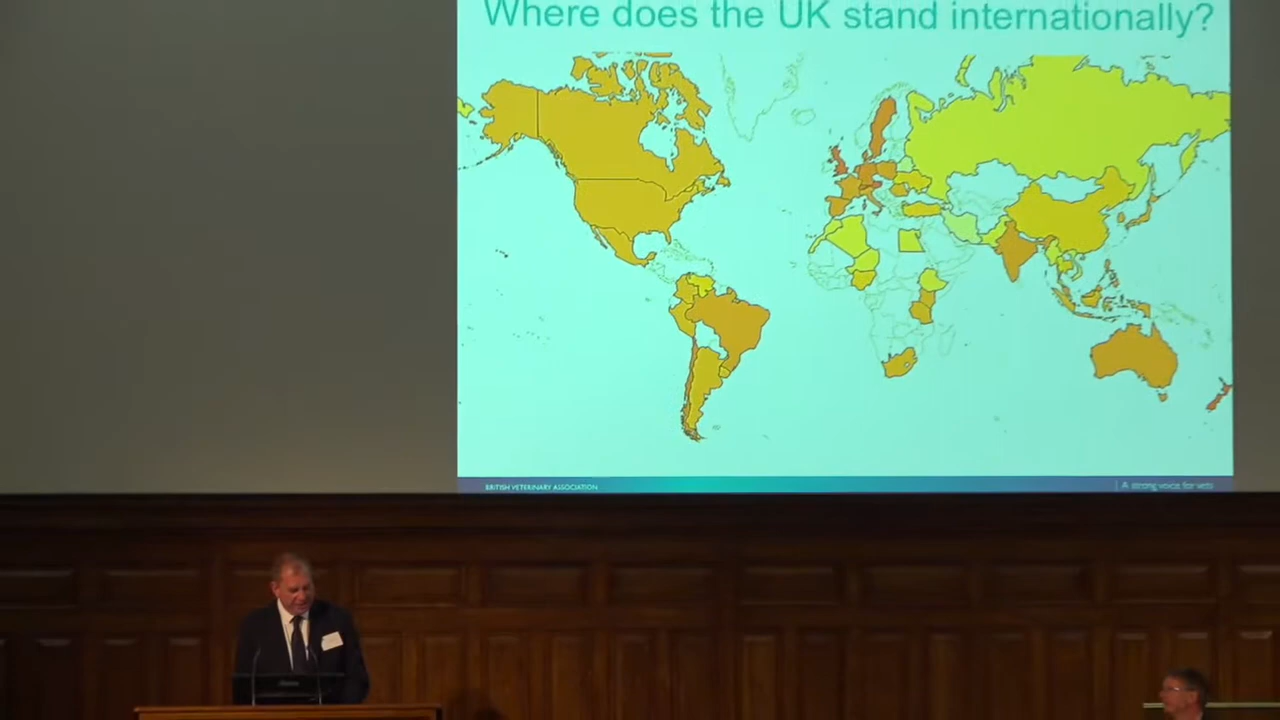 Where does the UK stand internationally?
BRITISH VETERINARY ASSOCIATION
A strong voice for vets